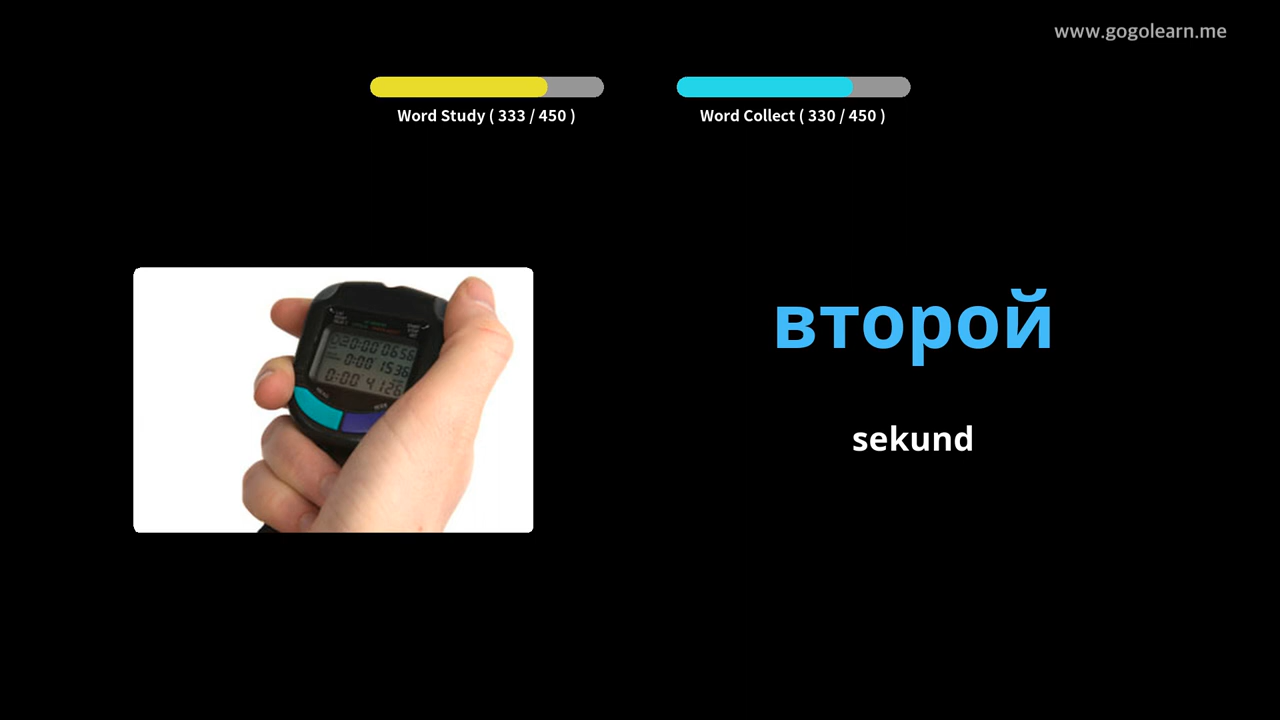 www.gogolearn.me
Word Study ( 333 / 450 )
Word Collect ( 330 / 450 )
второй
sekund